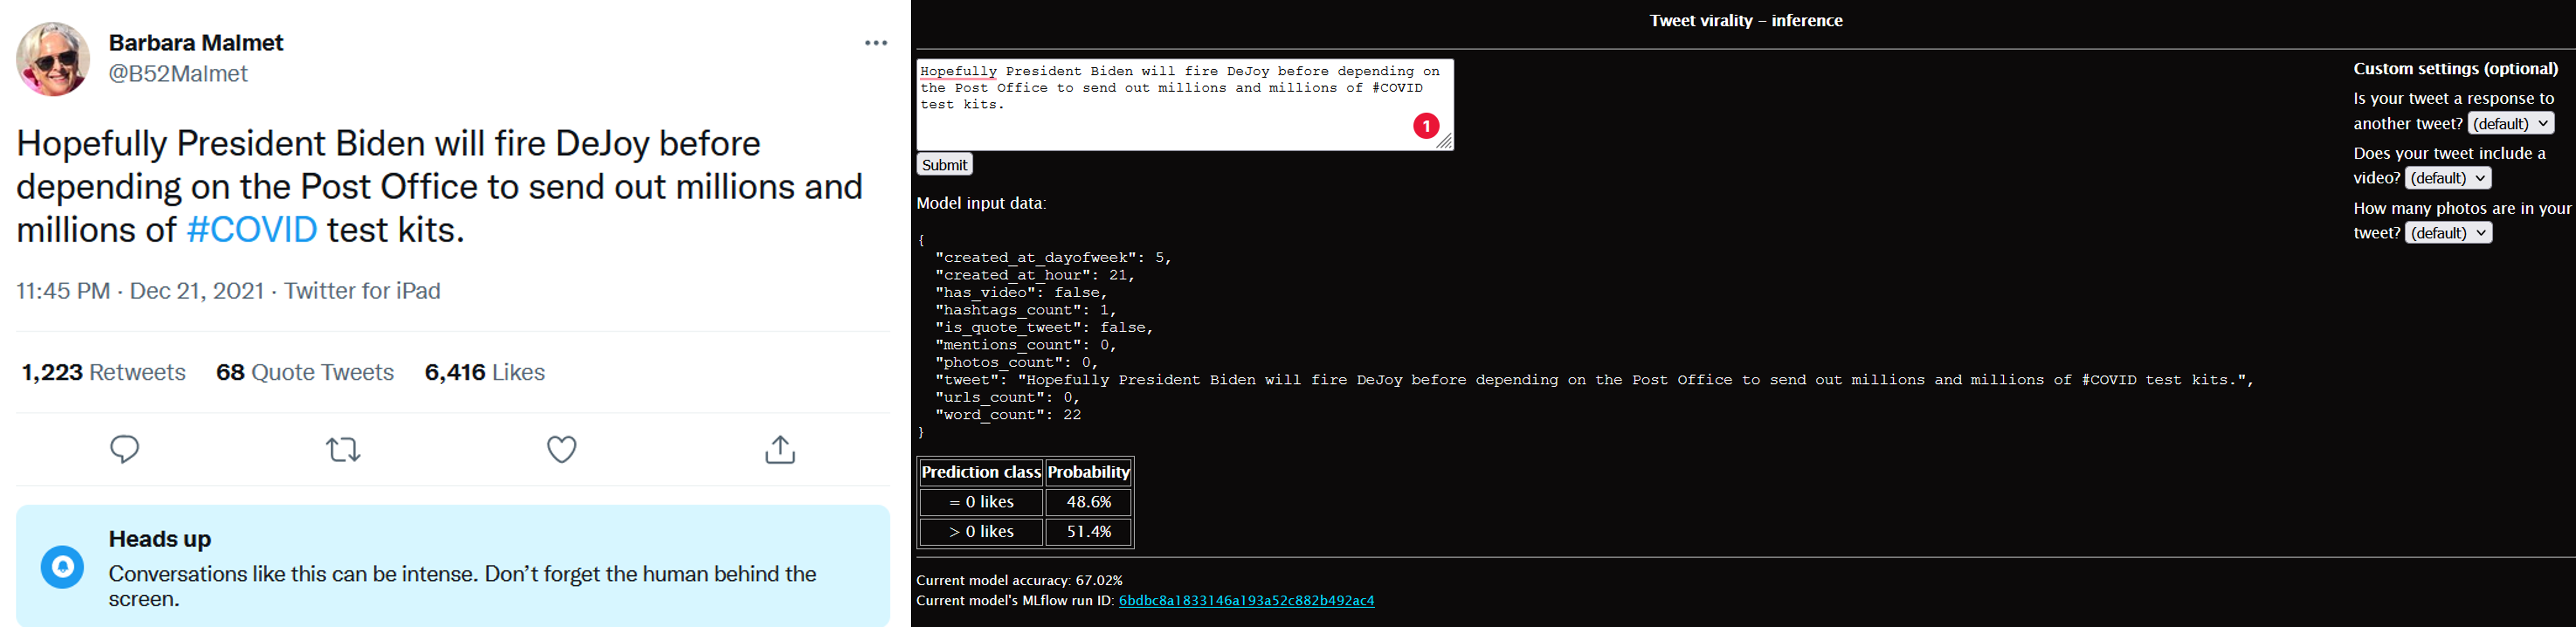 Barbara Malmet
@B52Malmet
Hopefully President Biden will fire DeJoy before
depending on the Post Office to send out millions and
millions of #COVID test kits.
11:45 PM · Dec 21, 2021 · Twitter for iPad
1,223 Retweets 68 Quote Tweets 6,416 Likes
Heads up
Conversations like this can be intense. Don’t forget the human behind the
screen.
Tweet virality – inference
Hopefully President Biden will fire DeJoy before depending on
the Post Office to send out millions and millions of #COVID
test kits.
1
Submit
Model input data:
{
"created_at_dayofweek": 5,
"created_at_hour": 21,
"has_video": false,
"hashtags_count": 1,
"is_quote_tweet": false,
"mentions_count": 0,
"photos_count": 0,
"tweet": "Hopefully President Biden will fire DeJoy before depending on the Post Office to send out millions and millions of #COVID test kits.",
"urls_count": 0,
"word_count": 22
}
Prediction class Probability
= 0 likes 48.6%
> 0 likes 51.4%
Current model accuracy: 67.02%
Current model's MLflow run ID: 6bdbc8a1833146a193a52c882b492ac4
Custom settings (optional)
Is your tweet a response to
another tweet? (default)
Does your tweet include a
video? (default)
How many photos are in your
tweet? (default)